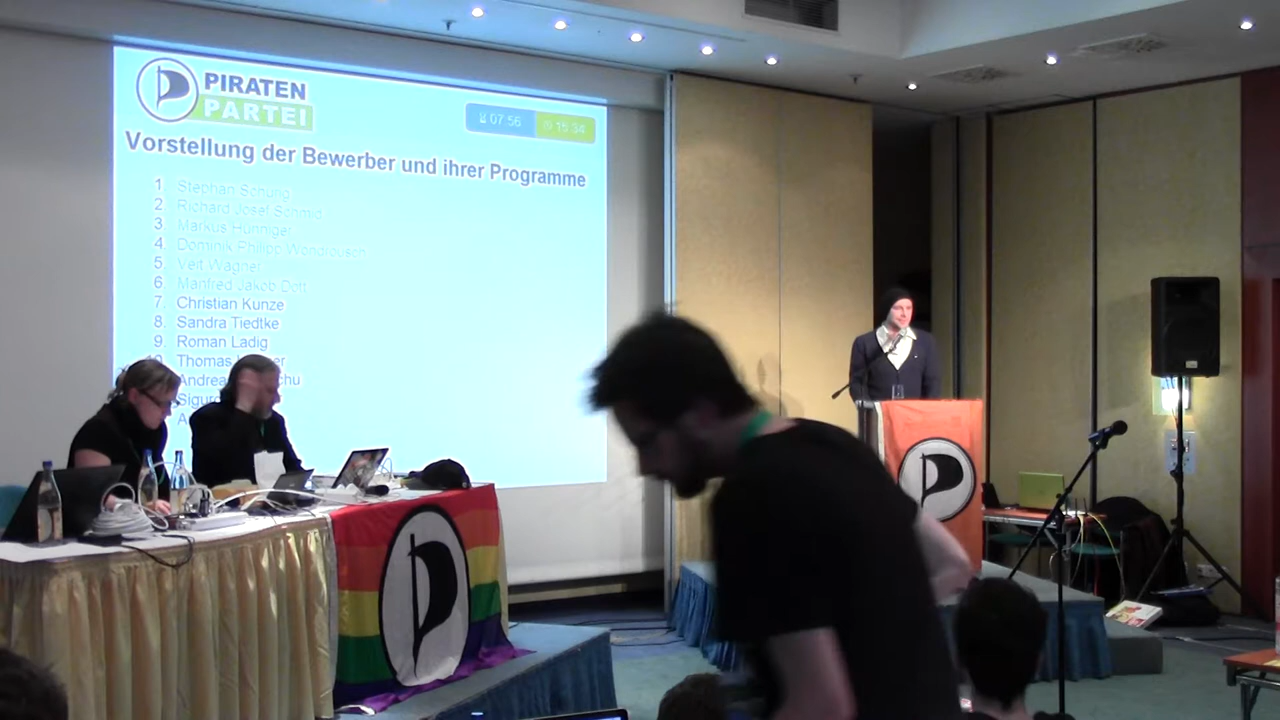 PIRATEN
PARTEI
07:56
15:34
Vorstellung der Bewerber und ihrer Programme
1. Stephan Schurig
2. Richard Josef Schmid
3. Markus Hünniger
4. Dominik Philipp Wondrousch
5. Veit Wagner
6. Manfred Jakob Dott
7. Christian Kunze
8. Sandra Tiedtke
9. Roman Ladig
10. Thomas